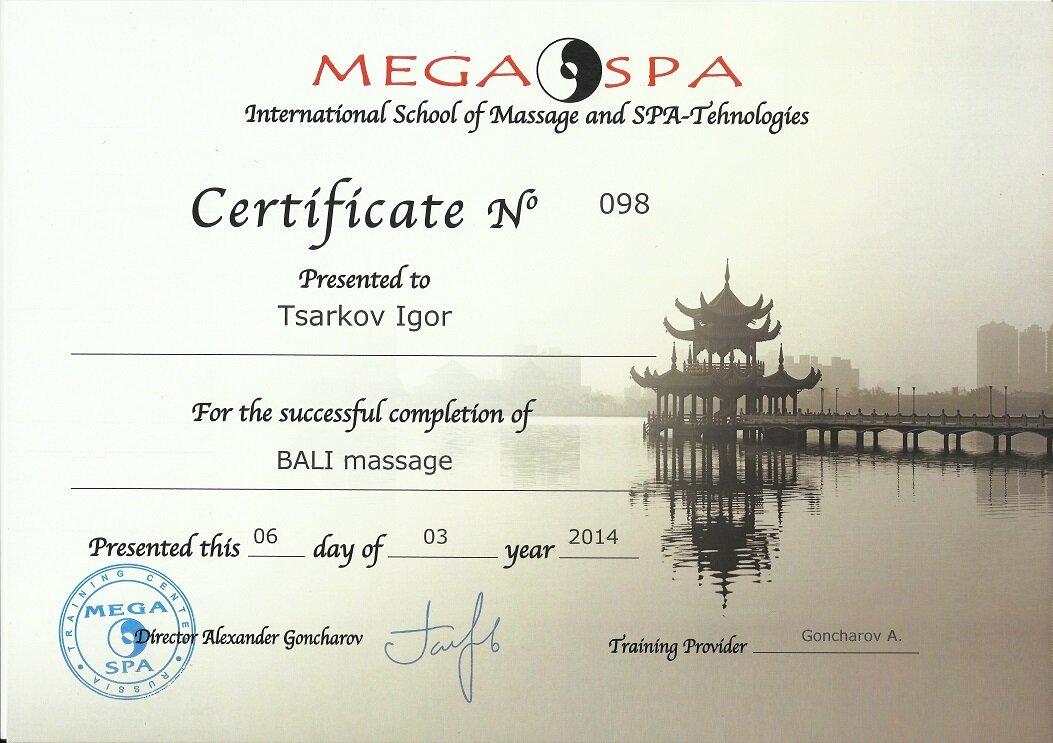 MEGA SPA
International School of Massage and SPA-Tehnologies
Certificate Nº 098
Presented to
Tsarkov Igor
For the successful completion of
BALI massage
Presented this 06 day of 03 year 2014
TRAINING CENTER
MEGA
SPA
RUSSIA
Director Alexander Goncharov
Training Provider Goncharov A.